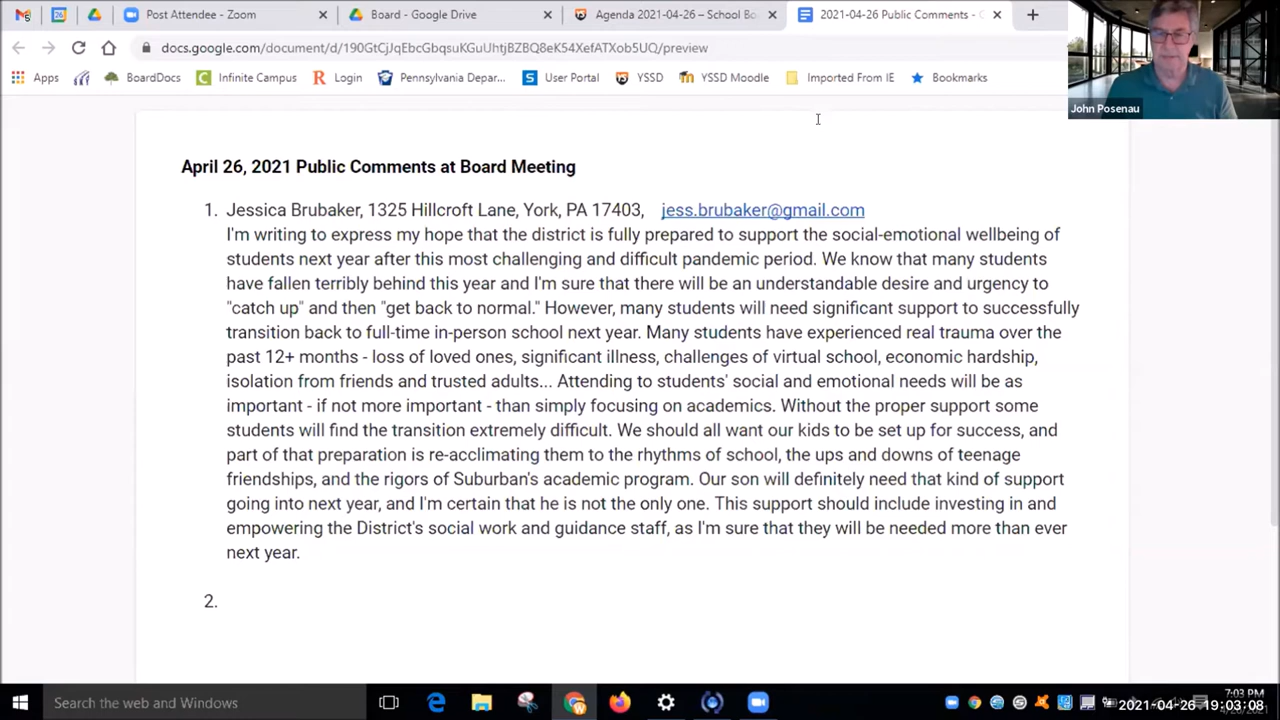 Post Attendee - Zoom
Board - Google Drive
Agenda 2021-04-26 – School Bo
2021-04-26 Public Comments - G
docs.google.com/document/d/190GtCjJqEbcGbqsuKGuUhtjBZBQ8eK54XefATXob5UQ/preview
Apps
BoardDocs
Infinite Campus
Login
Pennsylvania Depar...
User Portal
YSSD
YSSD Moodle
Imported From IE
Bookmarks
John Posenau
April 26, 2021 Public Comments at Board Meeting
1. Jessica Brubaker, 1325 Hillcroft Lane, York, PA 17403, jess.brubaker@gmail.com
I'm writing to express my hope that the district is fully prepared to support the social-emotional wellbeing of
students next year after this most challenging and difficult pandemic period. We know that many students
have fallen terribly behind this year and I'm sure that there will be an understandable desire and urgency to
"catch up" and then "get back to normal." However, many students will need significant support to successfully
transition back to full-time in-person school next year. Many students have experienced real trauma over the
past 12+ months - loss of loved ones, significant illness, challenges of virtual school, economic hardship,
isolation from friends and trusted adults... Attending to students' social and emotional needs will be as
important - if not more important - than simply focusing on academics. Without the proper support some
students will find the transition extremely difficult. We should all want our kids to be set up for success, and
part of that preparation is re-acclimating them to the rhythms of school, the ups and downs of teenage
friendships, and the rigors of Suburban's academic program. Our son will definitely need that kind of support
going into next year, and I'm certain that he is not the only one. This support should include investing in and
empowering the District's social work and guidance staff, as I'm sure that they will be needed more than ever
next year.
2.
Search the web and Windows
7:03 PM
2021-04-26 19:03:08